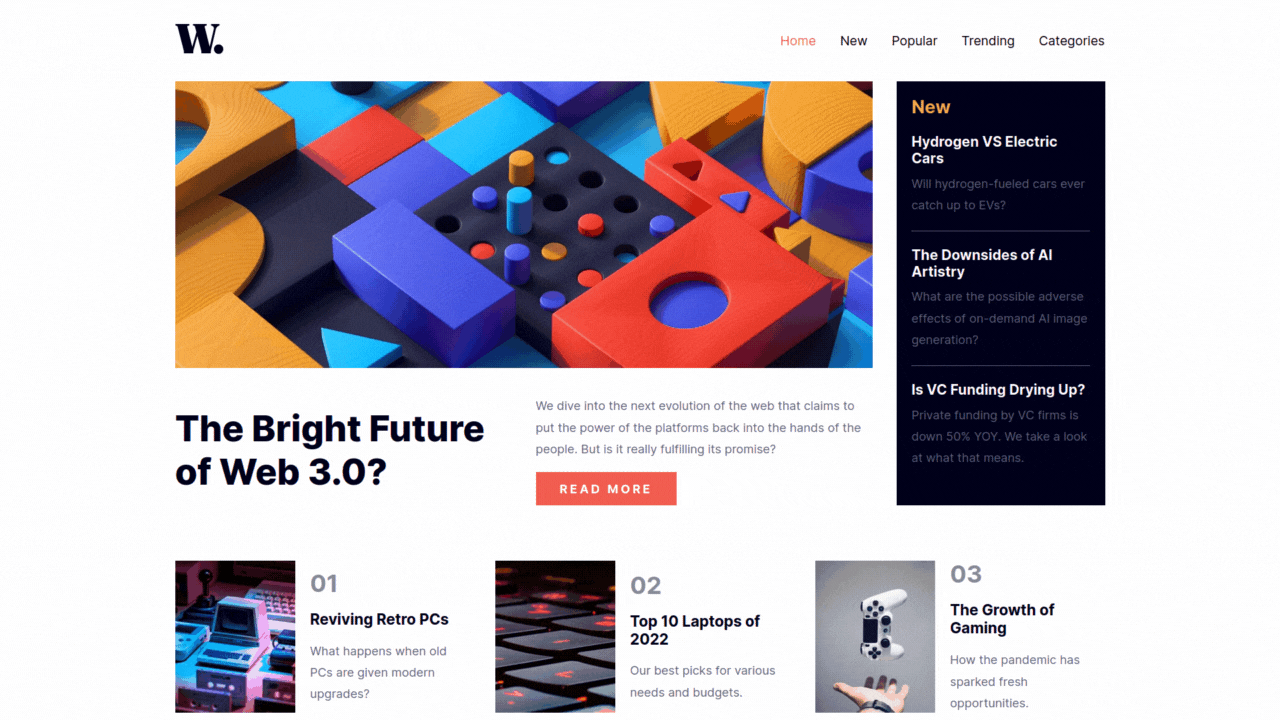 W.
Home New Popular Trending Categories
New
Hydrogen VS Electric
Cars
Will hydrogen-fueled cars ever
catch up to EVs?
The Downsides of AI
Artistry
What are the possible adverse
effects of on-demand AI image
generation?
Is VC Funding Drying Up?
Private funding by VC firms is
down 50% YOY. We take a look
at what that means.
The Bright Future
of Web 3.0?
We dive into the next evolution of the web that claims to
put the power of the platforms back into the hands of the
people. But is it really fulfilling its promise?
READ MORE
01
Reviving Retro PCs
What happens when old
PCs are given modern
upgrades?
02
Top 10 Laptops of
2022
Our best picks for various
needs and budgets.
03
The Growth of
Gaming
How the pandemic has
sparked fresh
opportunities.